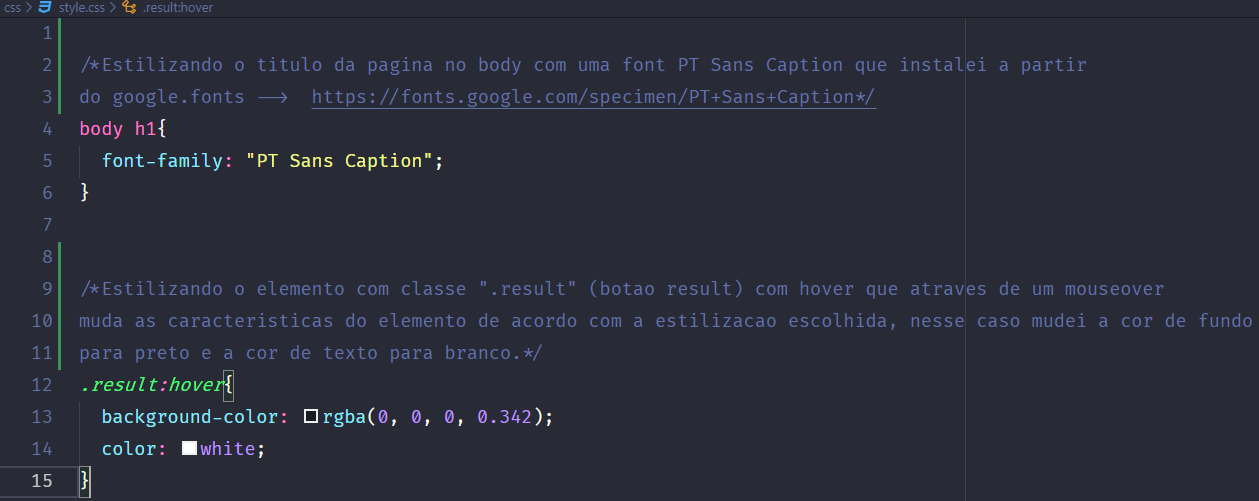 css > style.css > .result:hover
1
2 /*Estilizando o titulo da pagina no body com uma font PT Sans Caption que instalei a partir
3 do google.fonts --> https://fonts.google.com/specimen/PT+Sans+Caption*/
4 body h1{
5 font-family: "PT Sans Caption";
6 }
7
8
9 /*Estilizando o elemento com classe ".result" (botao result) com hover que atraves de um mouseover
10 muda as caracteristicas do elemento de acordo com a estilizacao escolhida, nesse caso mudei a cor de fundo
11 para preto e a cor de texto para branco.*/
12 .result:hover{
13 background-color: rgba(0, 0, 0, 0.342);
14 color: white;
15 }